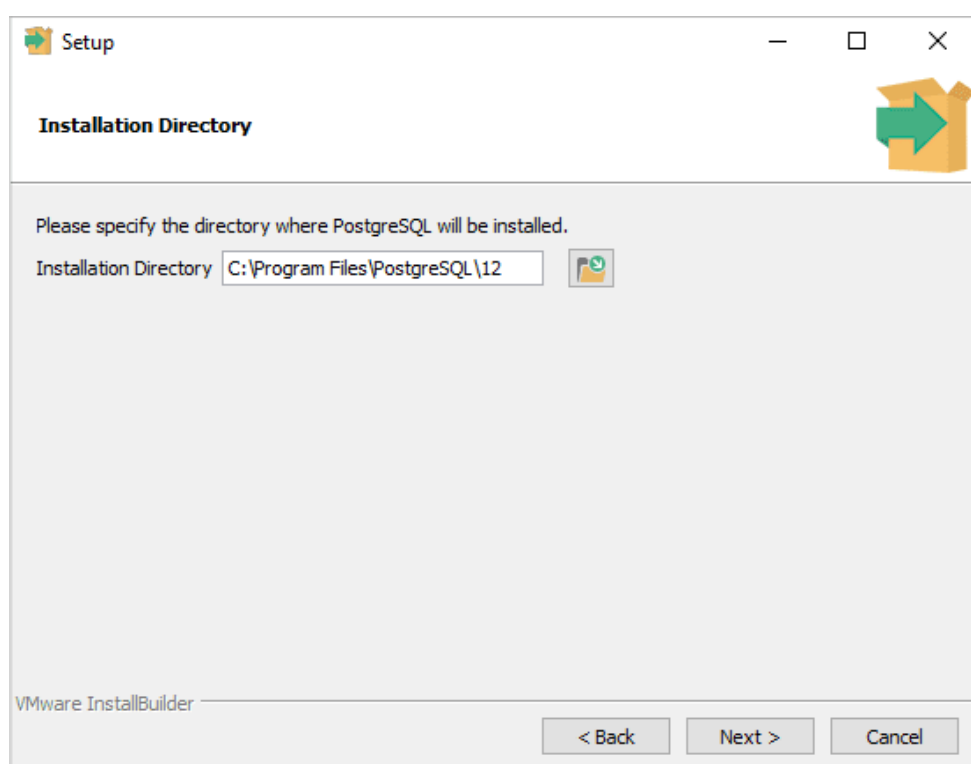 Setup
Installation Directory
Please specify the directory where PostgreSQL will be installed.
Installation Directory C:\Program Files\PostgreSQL\12
VMware InstallBuilder
< Back Next > Cancel